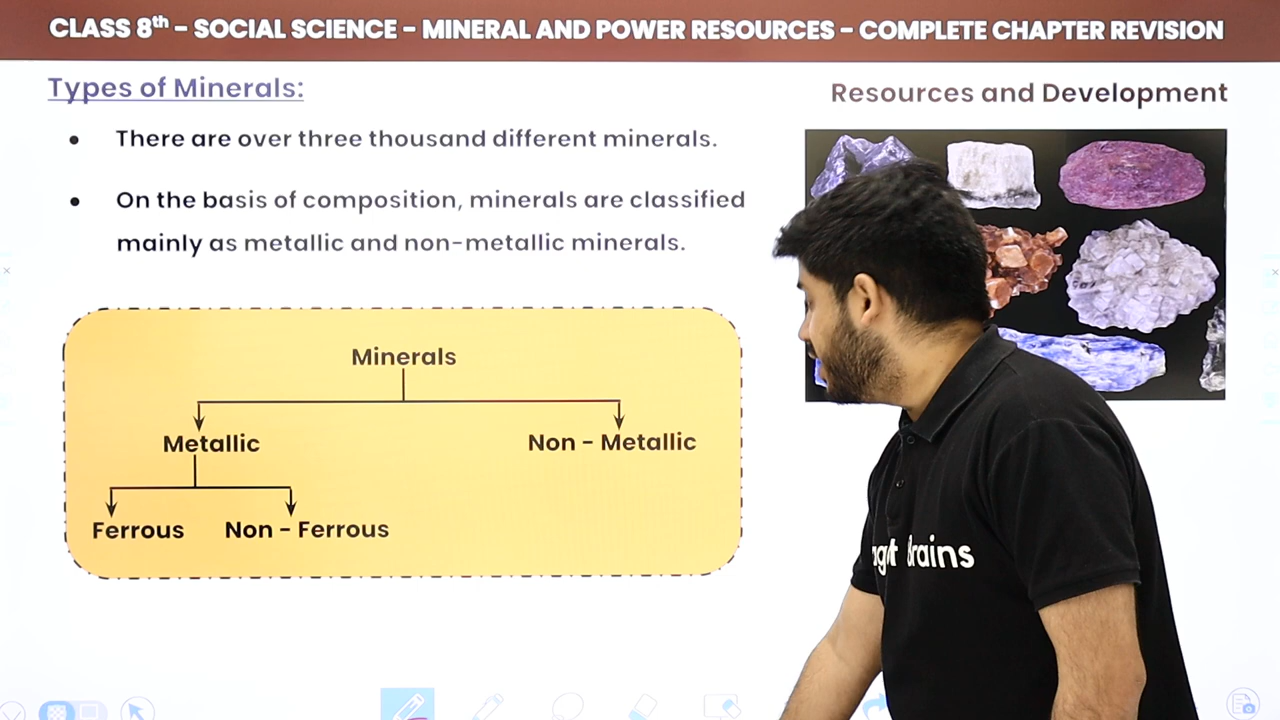 CLASS 8th – SOCIAL SCIENCE – MINERAL AND POWER RESOURCES – COMPLETE CHAPTER REVISION
Types of Minerals:
Resources and Development
• There are over three thousand different minerals.
• On the basis of composition, minerals are classified
mainly as metallic and non-metallic minerals.
Minerals
Metallic
Non - Metallic
Ferrous
Non - Ferrous